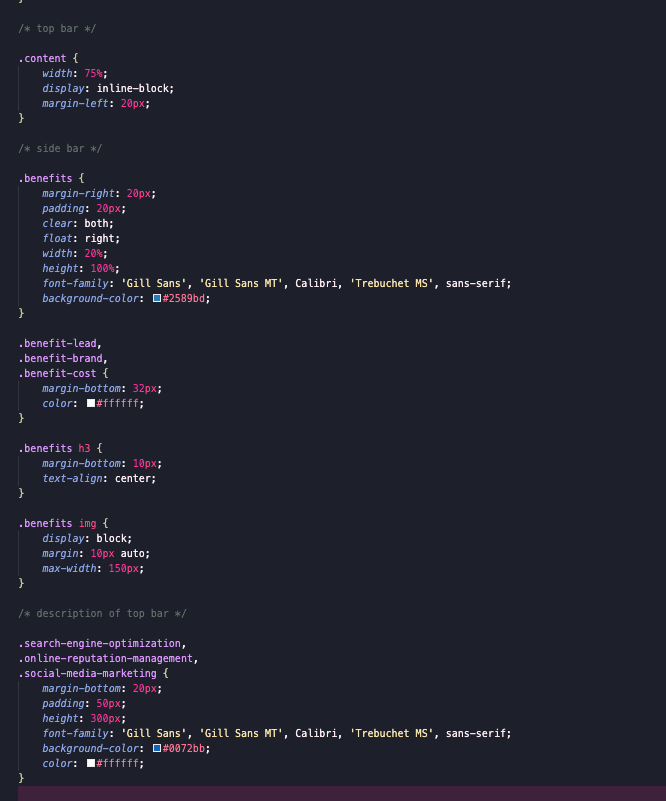 }
/* top bar */
.content {
width: 75%;
display: inline-block;
margin-left: 20px;
}
/* side bar */
.benefits {
margin-right: 20px;
padding: 20px;
clear: both;
float: right;
width: 20%;
height: 100%;
font-family: 'Gill Sans', 'Gill Sans MT', Calibri, 'Trebuchet MS', sans-serif;
background-color: #2589bd;
}
.benefit-lead,
.benefit-brand,
.benefit-cost {
margin-bottom: 32px;
color: #ffffff;
}
.benefits h3 {
margin-bottom: 10px;
text-align: center;
}
.benefits img {
display: block;
margin: 10px auto;
max-width: 150px;
}
/* description of top bar */
.search-engine-optimization,
.online-reputation-management,
.social-media-marketing {
margin-bottom: 20px;
padding: 50px;
height: 300px;
font-family: 'Gill Sans', 'Gill Sans MT', Calibri, 'Trebuchet MS', sans-serif;
background-color: #0072bb;
color: #ffffff;
}